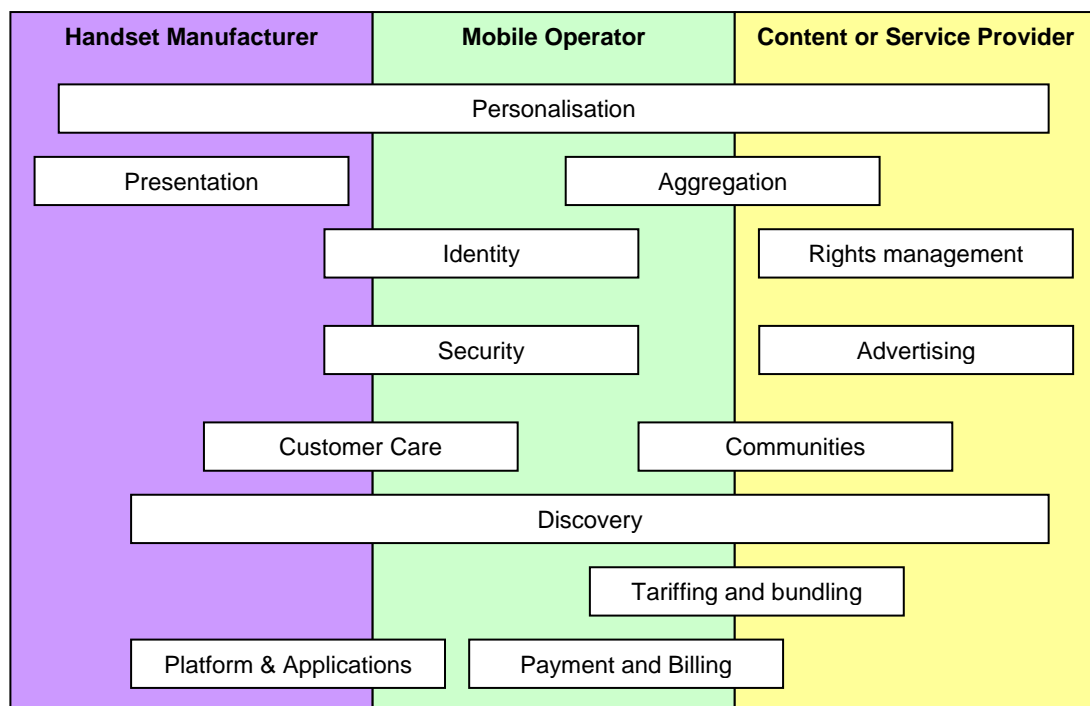 Handset Manufacturer
Mobile Operator
Content or Service Provider
Personalisation
Presentation
Aggregation
Identity
Rights management
Security
Advertising
Customer Care
Communities
Discovery
Tariffing and bundling
Platform & Applications
Payment and Billing